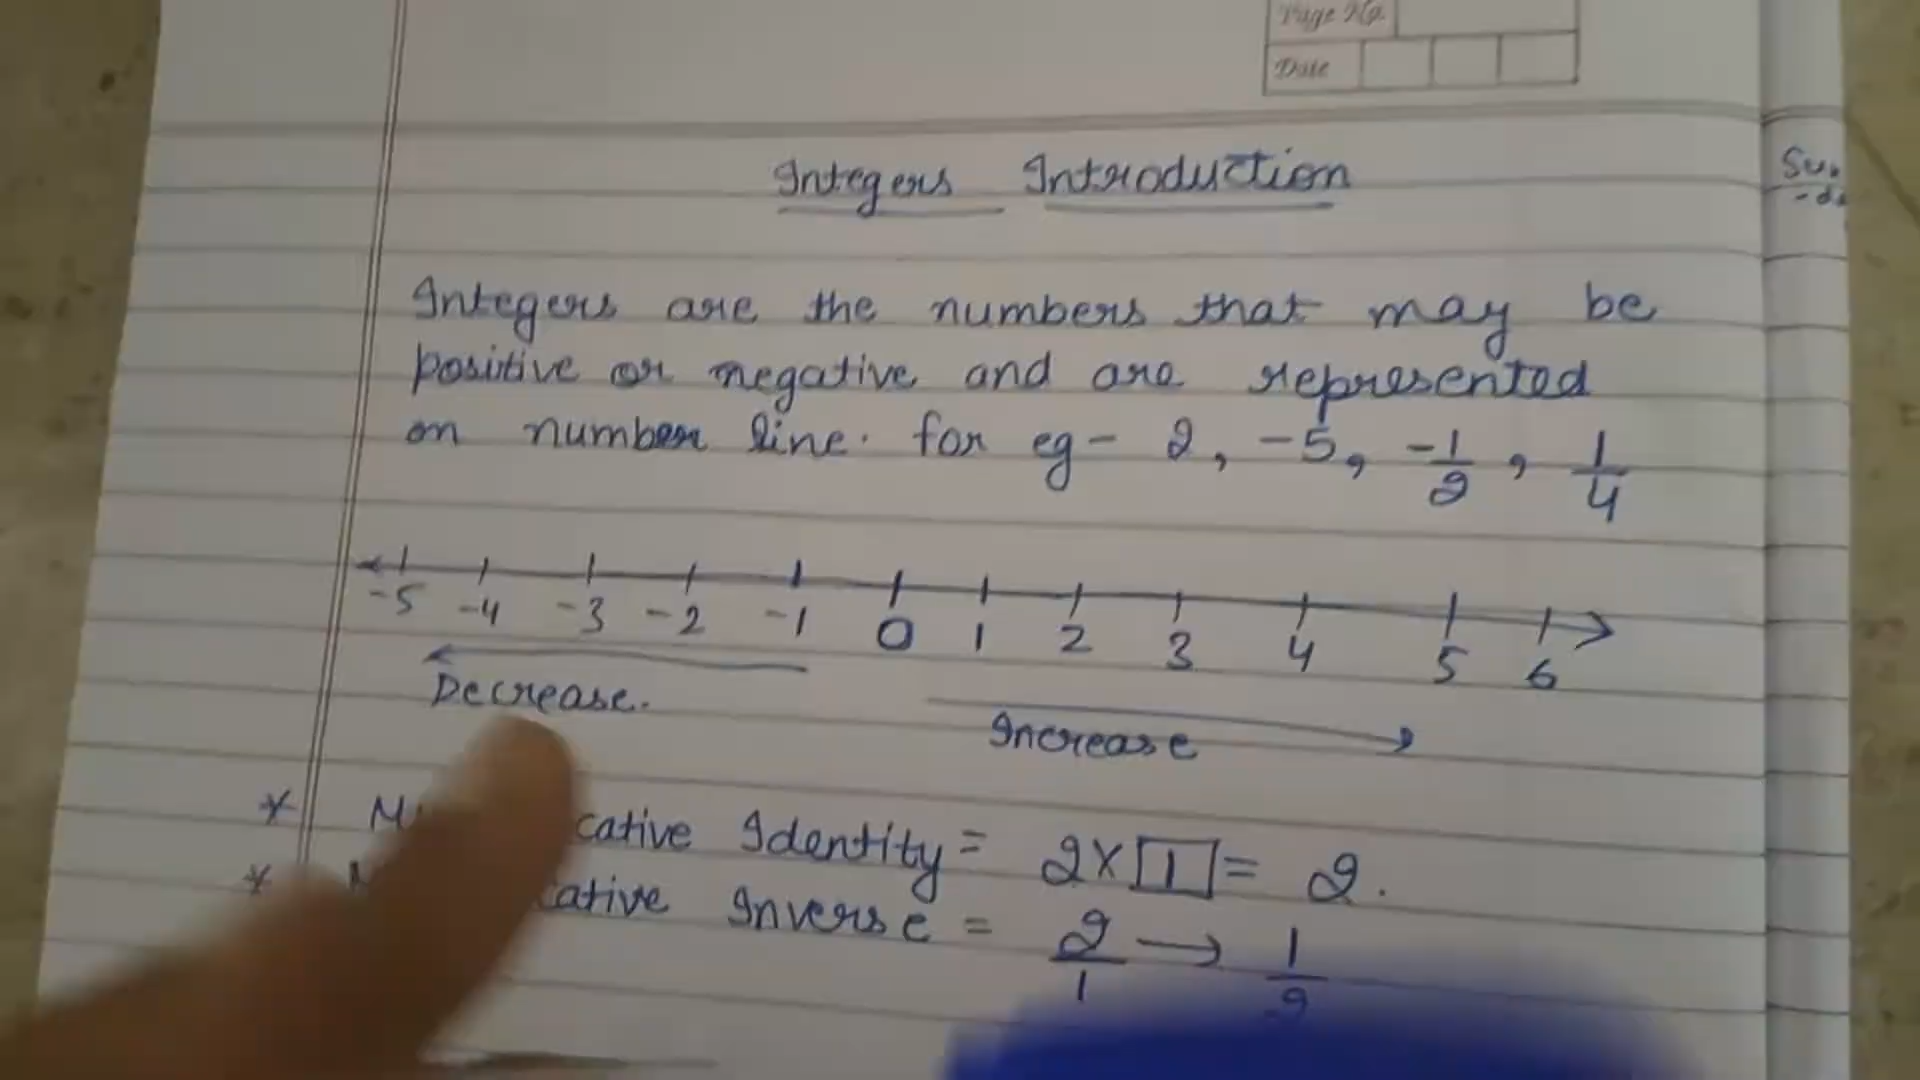 Page No.
Date
Integers Introduction
Integers are the numbers that may be
positive or negative and are represented
on number line. for eg - 2, -5, -1/2, 1/4
-5 -4 -3 -2 -1 0 1 2 3 4 5 6
Decrease.
Increase
* cative Identity = 2 × 1 = 2.
* cative Inverse = 2/1 → 1/2